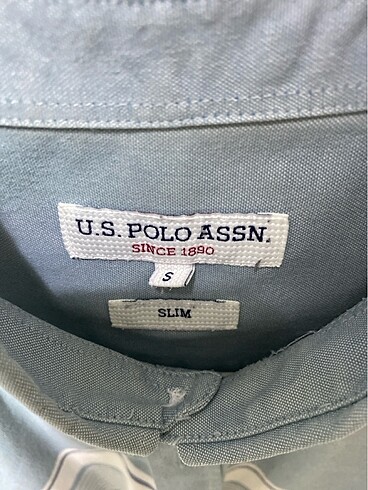 U.S. POLO ASSN.
SINCE 1890
S
SLIM